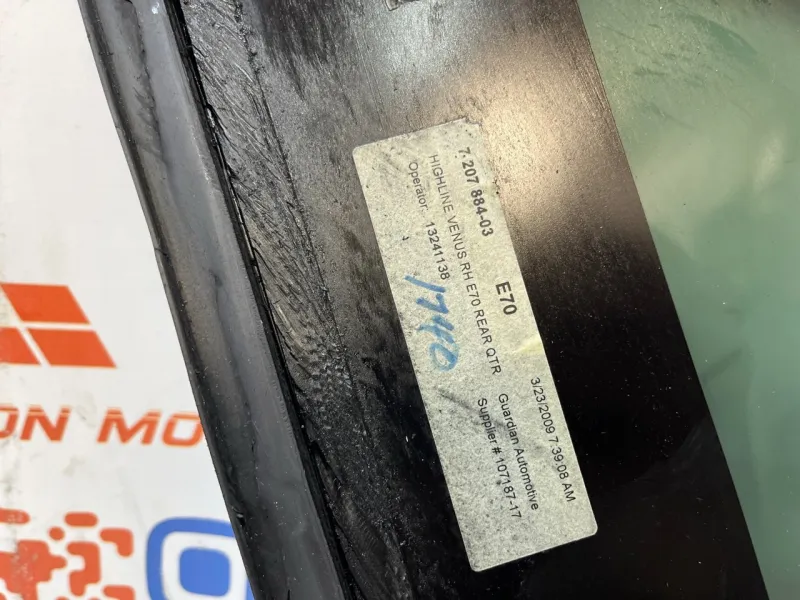 7. 207 884-03 E70 3/23/2009 7:39:08 AM
HIGHLINE VENUS RH E70 REAR QTR Guardian Automotive
Operator: 13241138 Supplier # 107187-17
1740
ON MO